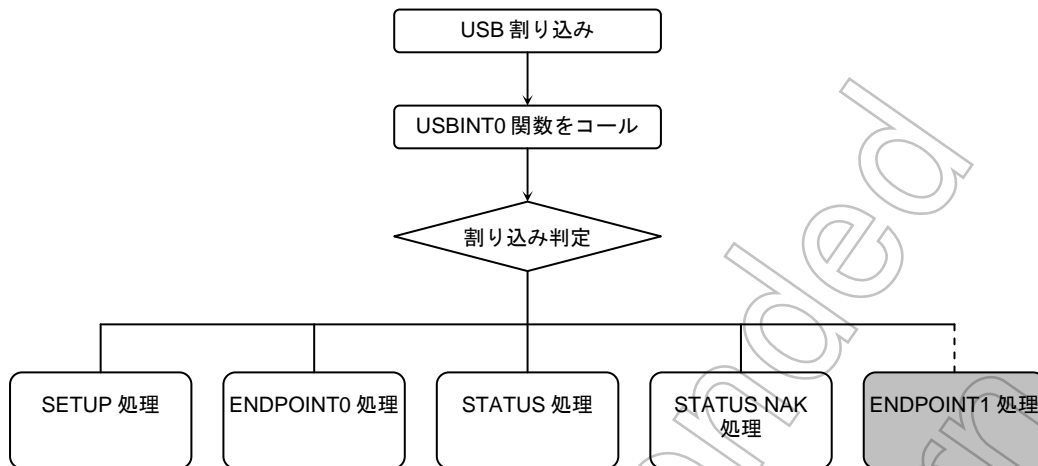 USB 割り込み
USBINT0 関数をコール
割り込み判定
SETUP 処理
ENDPOINT0 処理
STATUS 処理
STATUS NAK
処理
ENDPOINT1 処理